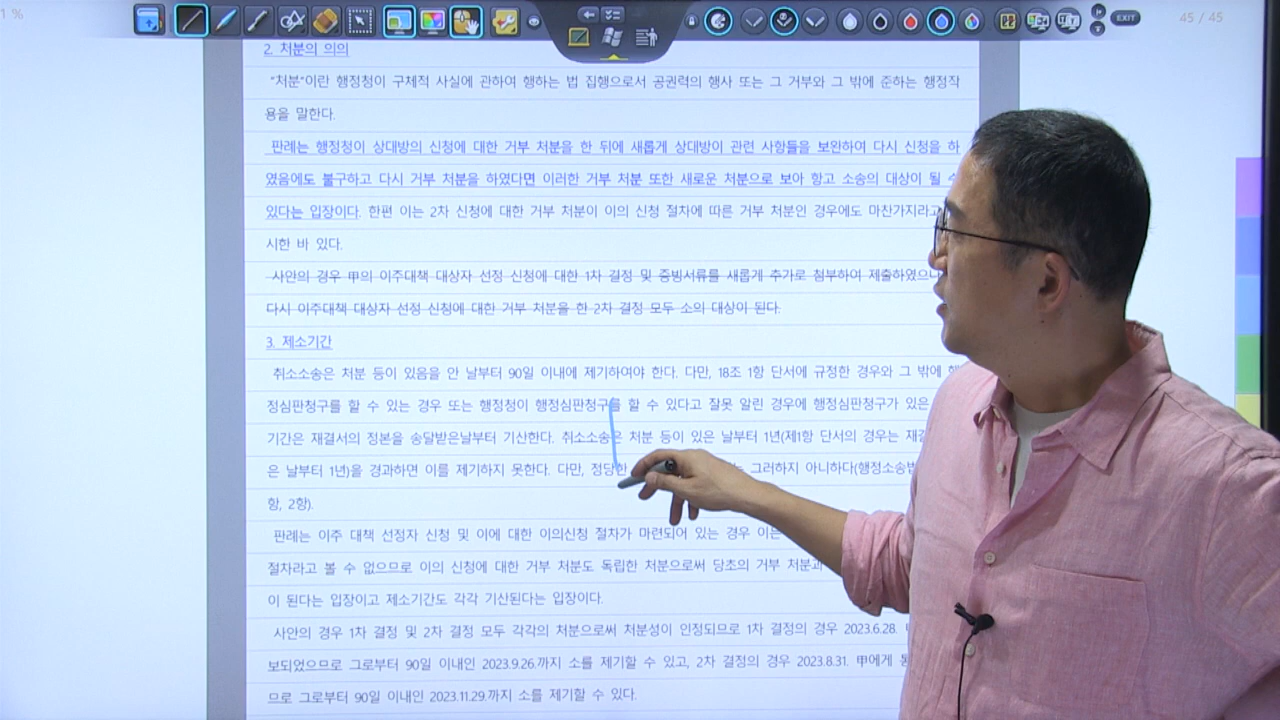 1 %
45 / 45
EXIT
2. 처분의 의의
"처분"이란 행정청이 구체적 사실에 관하여 행하는 법 집행으로서 공권력의 행사 또는 그 거부와 그 밖에 준하는 행정작
용을 말한다.
판례는 행정청이 상대방의 신청에 대한 거부 처분을 한 뒤에 새롭게 상대방이 관련 사항들을 보완하여 다시 신청을 하
였음에도 불구하고 다시 거부 처분을 하였다면 이러한 거부 처분 또한 새로운 처분으로 보아 항고 소송의 대상이 될 수
있다는 입장이다. 한편 이는 2차 신청에 대한 거부 처분이 이의 신청 절차에 따른 거부 처분인 경우에도 마찬가지라고
시한 바 있다.
사안의 경우 甲의 이주대책 대상자 선정 신청에 대한 1차 결정 및 증빙서류를 새롭게 추가로 첨부하여 제출하였으나
다시 이주대책 대상자 선정 신청에 대한 거부 처분을 한 2차 결정 모두 소의 대상이 된다.
3. 제소기간
취소소송은 처분 등이 있음을 안 날부터 90일 이내에 제기하여야 한다. 다만, 18조 1항 단서에 규정한 경우와 그 밖에 행
정심판청구를 할 수 있는 경우 또는 행정청이 행정심판청구를 할 수 있다고 잘못 알린 경우에 행정심판청구가 있은
기간은 재결서의 정본을 송달받은날부터 기산한다. 취소소송은 처분 등이 있은 날부터 1년(제1항 단서의 경우는 재결
은 날부터 1년)을 경과하면 이를 제기하지 못한다. 다만, 정당한 그러하지 아니하다(행정소송법
항, 2항).
판례는 이주 대책 선정자 신청 및 이에 대한 이의신청 절차가 마련되어 있는 경우 이는
절차라고 볼 수 없으므로 이의 신청에 대한 거부 처분도 독립한 처분으로써 당초의 거부 처분과
이 된다는 입장이고 제소기간도 각각 기산된다는 입장이다.
사안의 경우 1차 결정 및 2차 결정 모두 각각의 처분으로써 처분성이 인정되므로 1차 결정의 경우 2023.6.28.
보되었으므로 그로부터 90일 이내인 2023.9.26.까지 소를 제기할 수 있고, 2차 결정의 경우 2023.8.31. 甲에게 통
므로 그로부터 90일 이내인 2023.11.29.까지 소를 제기할 수 있다.